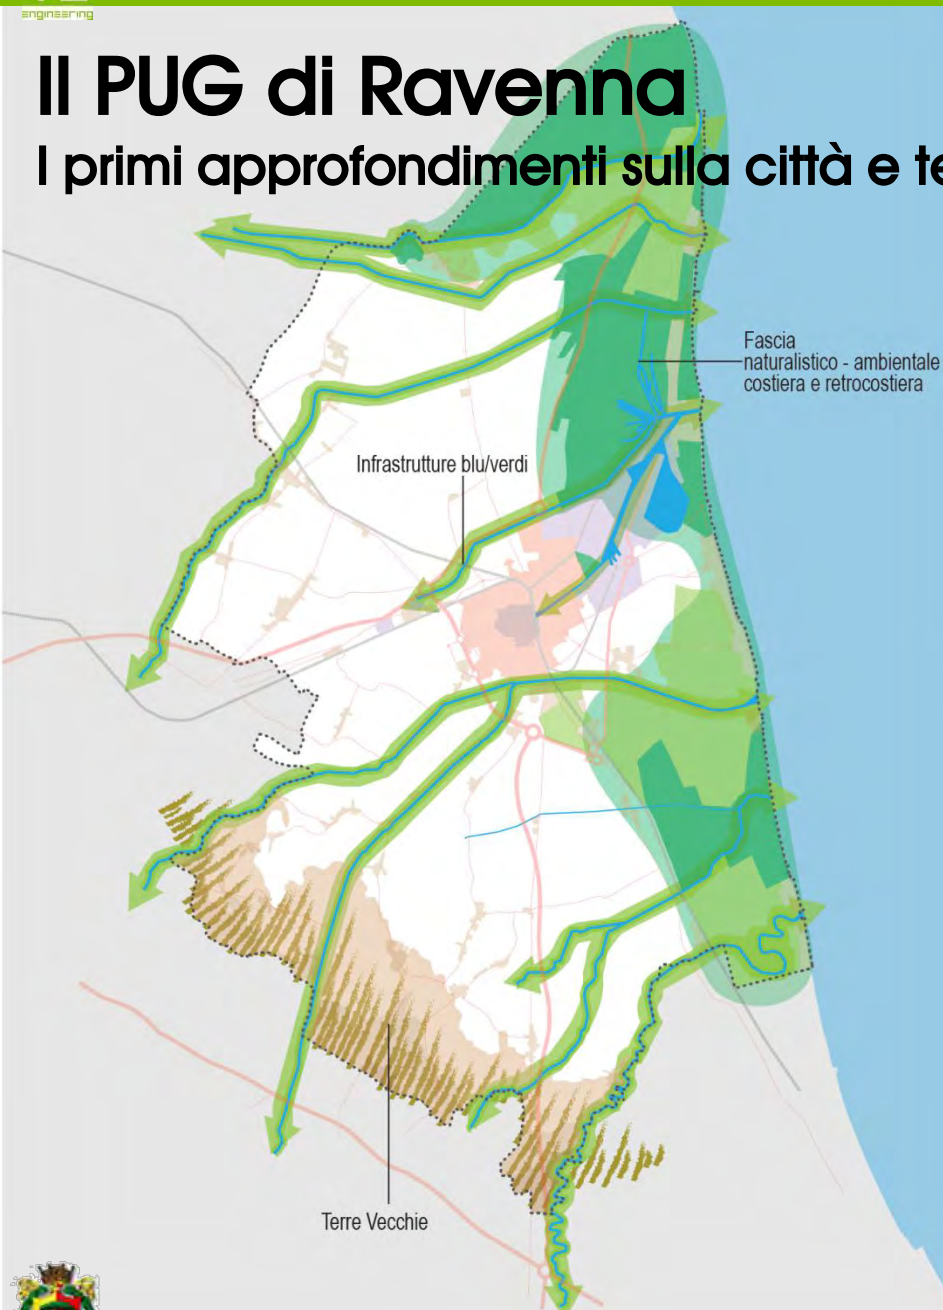 engineering
Il PUG di Ravenna
I primi approfondimenti sulla città e te
Fascia
naturalistico - ambientale
costiera e retrocostiera
Infrastrutture blu/verdi
Terre Vecchie